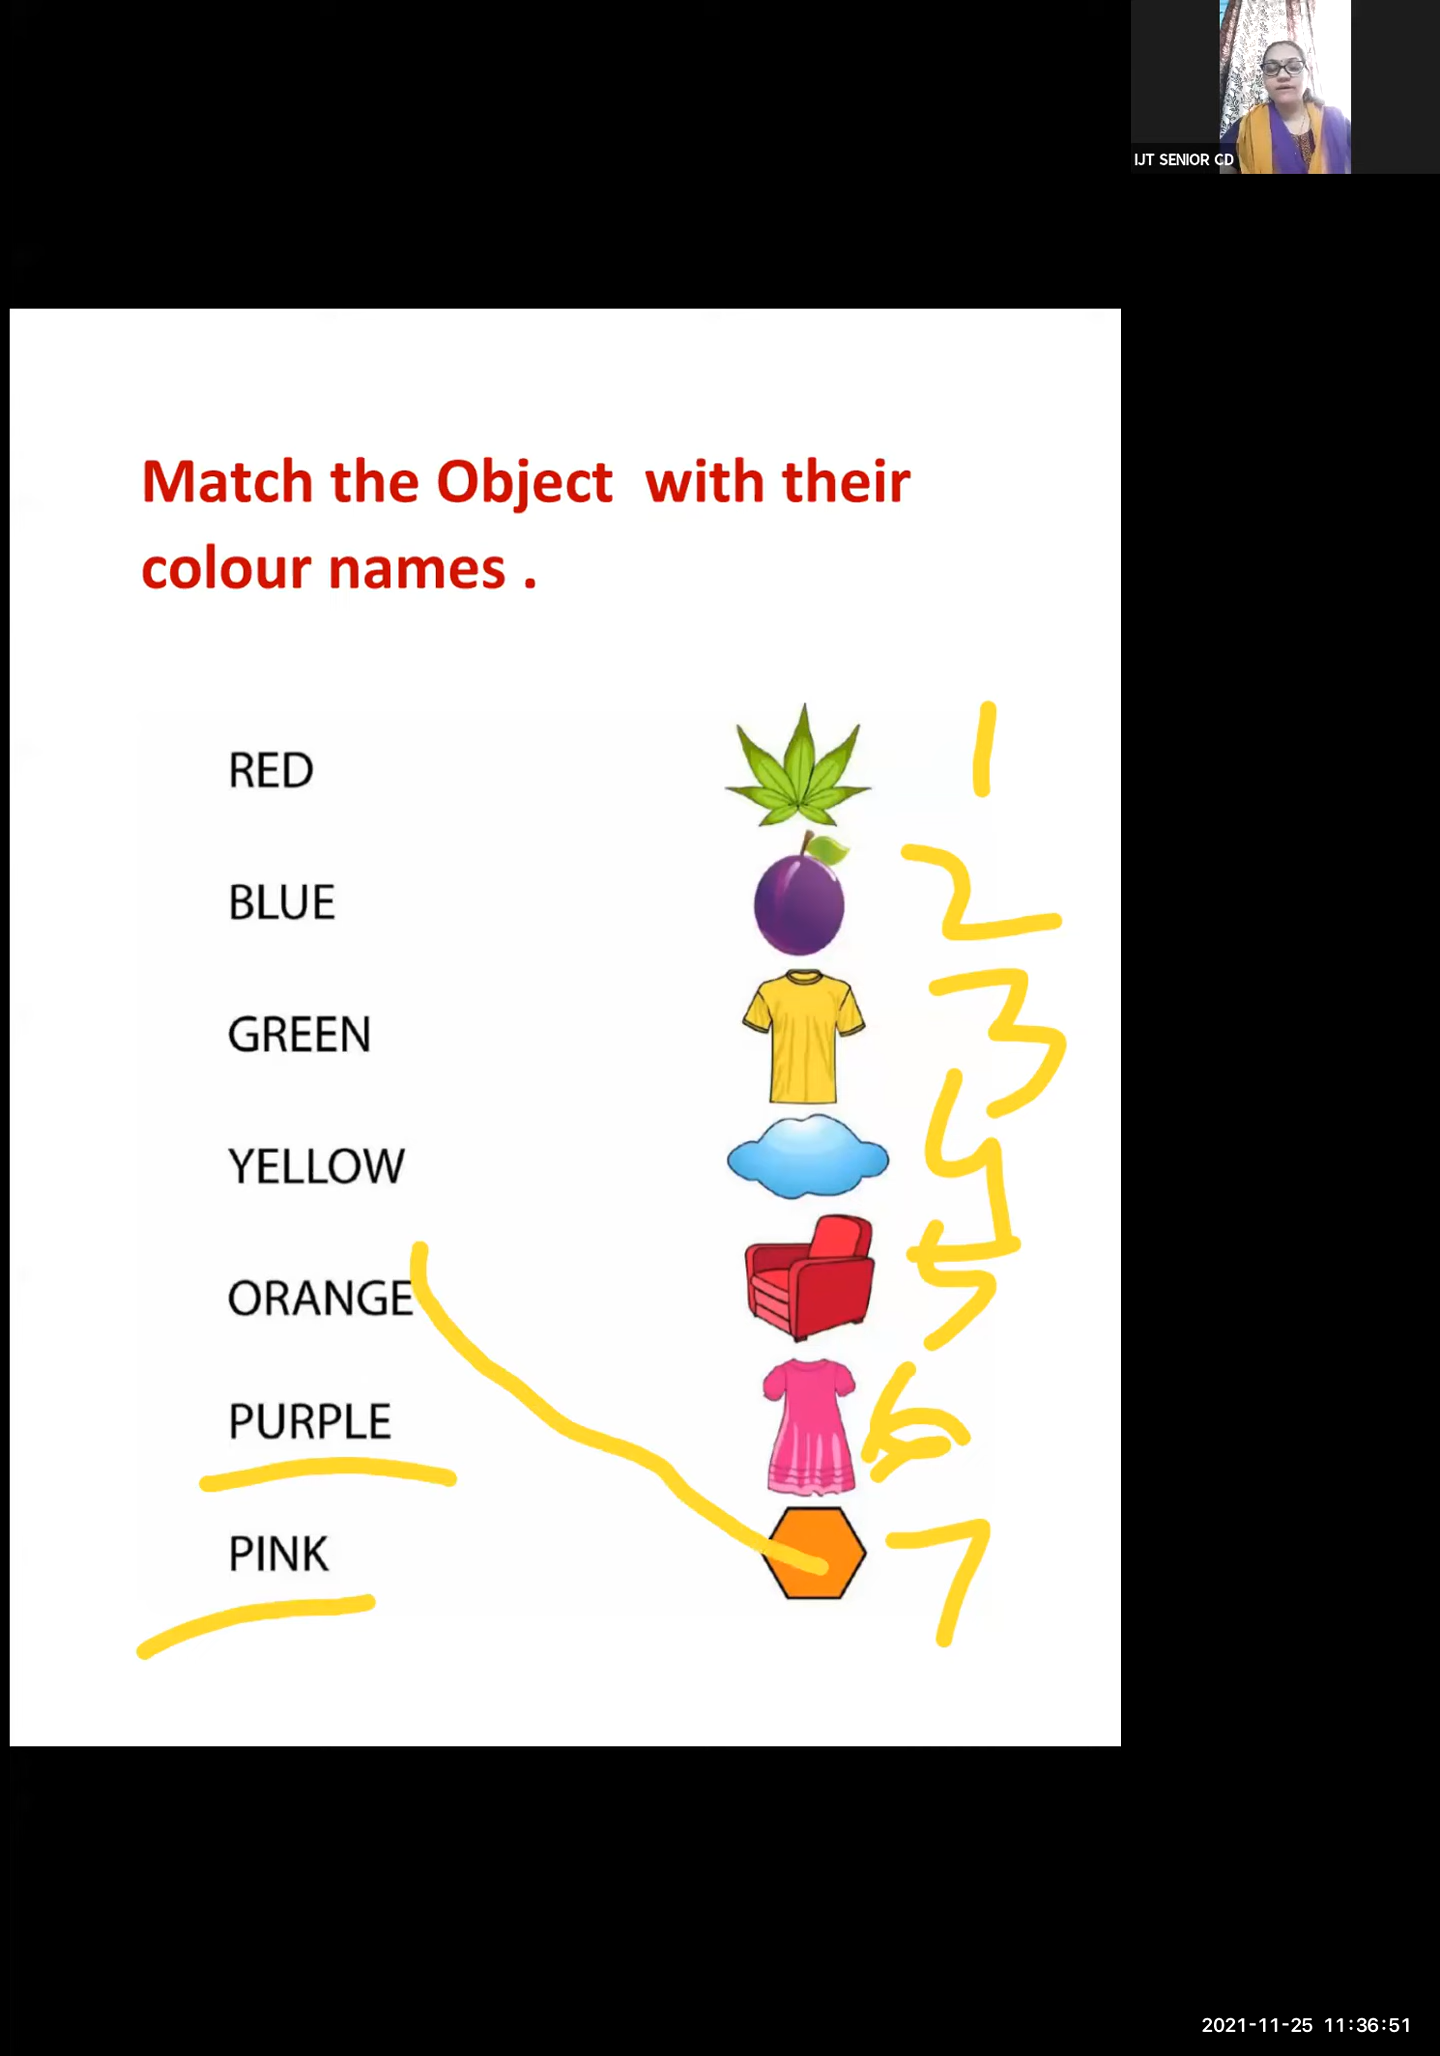 IJT SENIOR CD
Match the Object with their
colour names .
RED 1
BLUE 2
GREEN 3
YELLOW 4
ORANGE 5
PURPLE 6
PINK 7
2021-11-25 11:36:51